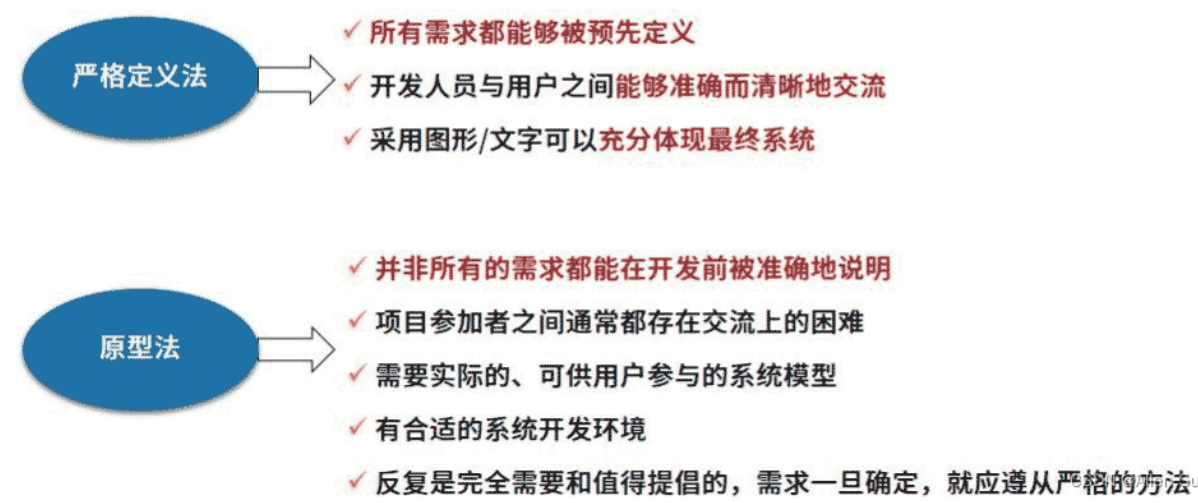 严格定义法
所有需求都能够被预先定义
开发人员与用户之间能够准确而清晰地交流
采用图形/文字可以充分体现最终系统
原型法
并非所有的需求都能在开发前被准确地说明
项目参加者之间通常都存在交流上的困难
需要实际的、可供用户参与的系统模型
有合适的系统开发环境
反复是完全需要和值得提倡的，需求一旦确定，就应遵从严格的方法